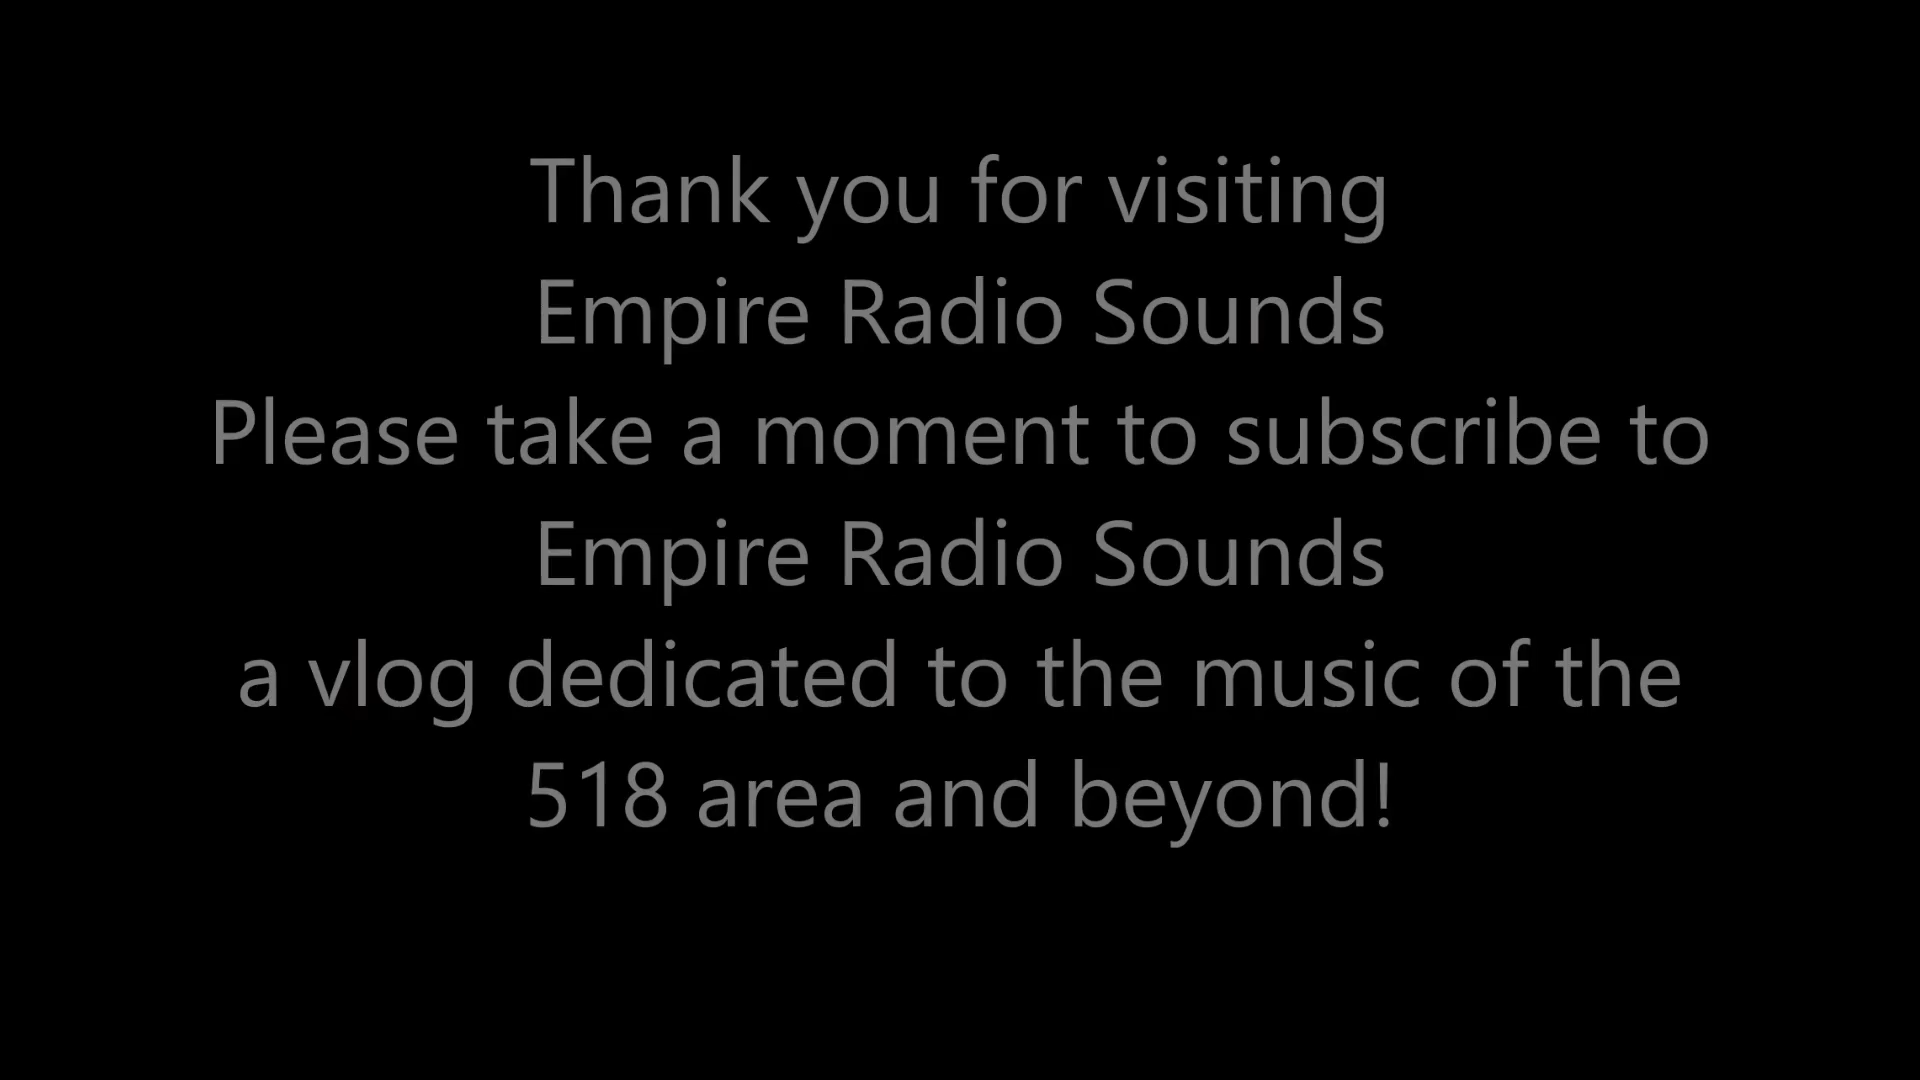 Thank you for visiting
Empire Radio Sounds
Please take a moment to subscribe to
Empire Radio Sounds
a vlog dedicated to the music of the
518 area and beyond!